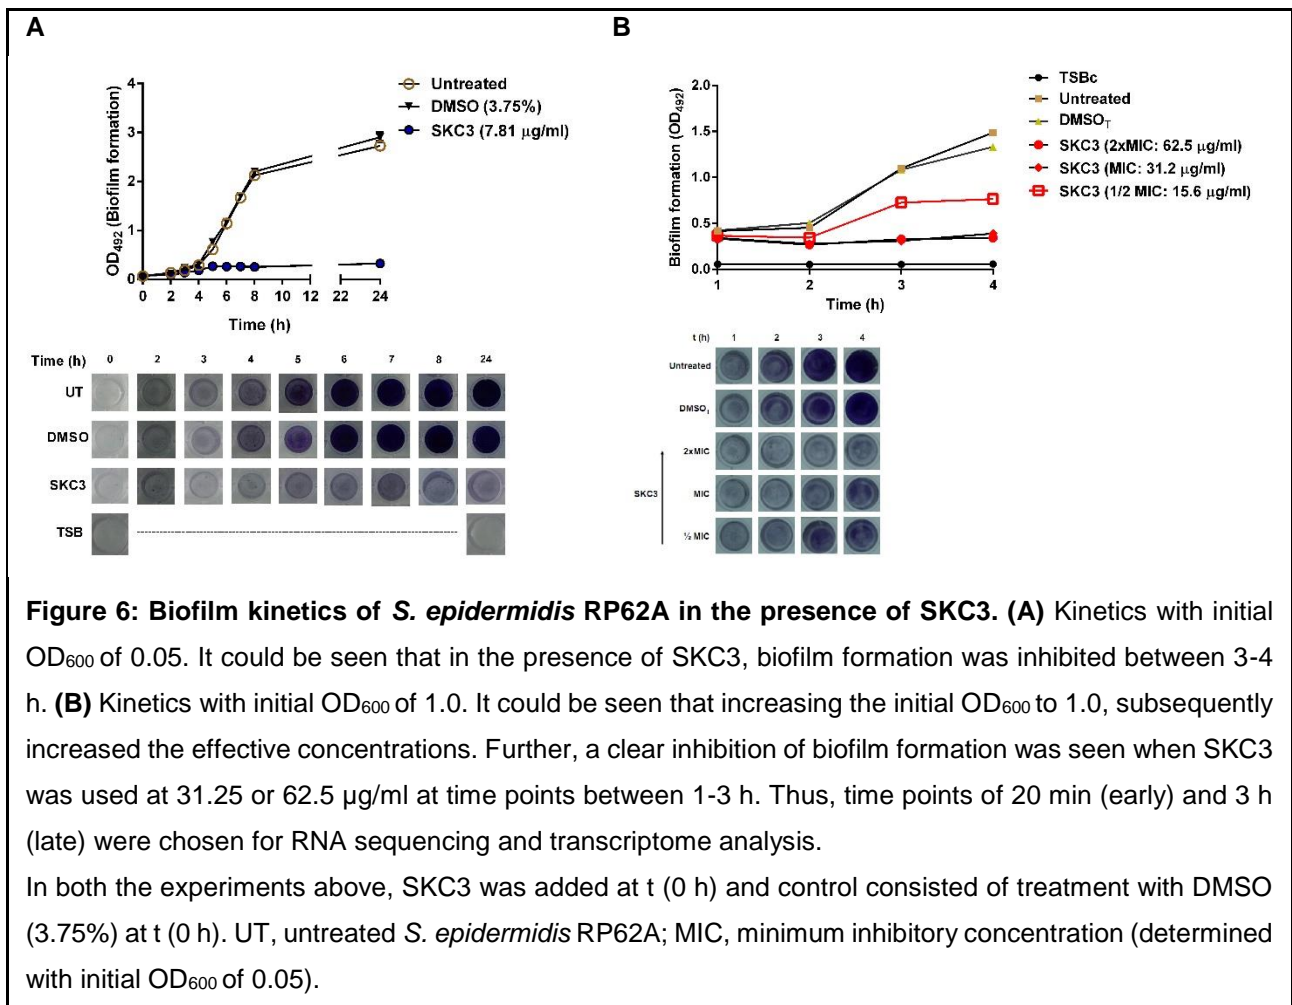 A
B
4
3
2
1
0
OD492 (Biofilm formation)
0 2 4 6 8 10 12 22 24
Time (h)
Untreated
DMSO (3.75%)
SKC3 (7.81 µg/ml)
2.0
1.5
1.0
0.5
0.0
Biofilm formation (OD492)
1 2 3 4
Time (h)
TSBc
Untreated
DMSOT
SKC3 (2xMIC: 62.5 µg/ml)
SKC3 (MIC: 31.2 µg/ml)
SKC3 (1/2 MIC: 15.6 µg/ml)
Time (h) 0 2 3 4 5 6 7 8 24
UT
DMSO
SKC3
TSB
t (h) 1 2 3 4
Untreated
DMSO1
2xMIC
MIC
½ MIC
SKC3
Figure 6: Biofilm kinetics of S. epidermidis RP62A in the presence of SKC3. (A) Kinetics with initial
OD600 of 0.05. It could be seen that in the presence of SKC3, biofilm formation was inhibited between 3-4
h. (B) Kinetics with initial OD600 of 1.0. It could be seen that increasing the initial OD600 to 1.0, subsequently
increased the effective concentrations. Further, a clear inhibition of biofilm formation was seen when SKC3
was used at 31.25 or 62.5 µg/ml at time points between 1-3 h. Thus, time points of 20 min (early) and 3 h
(late) were chosen for RNA sequencing and transcriptome analysis.
In both the experiments above, SKC3 was added at t (0 h) and control consisted of treatment with DMSO
(3.75%) at t (0 h). UT, untreated S. epidermidis RP62A; MIC, minimum inhibitory concentration (determined
with initial OD600 of 0.05).